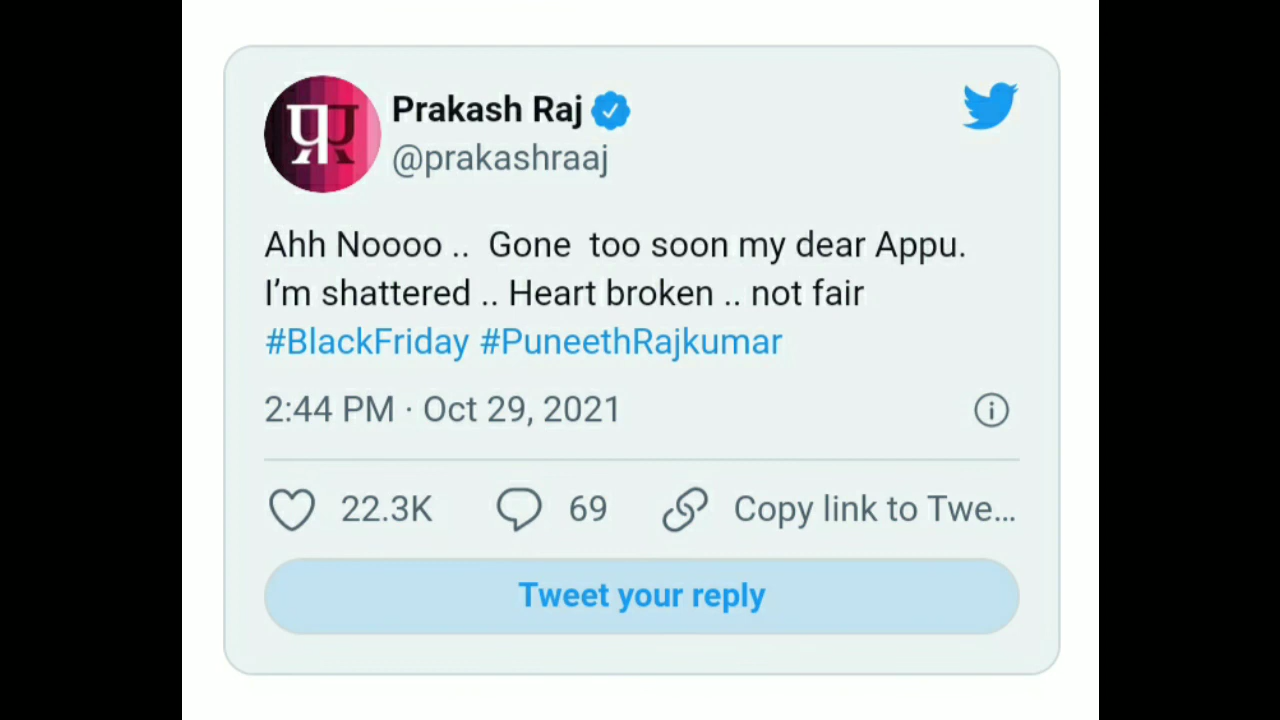 Prakash Raj
@prakashraaj
Ahh Noooo ..  Gone  too soon my dear Appu.
I’m shattered .. Heart broken .. not fair
#BlackFriday #PuneethRajkumar
2:44 PM · Oct 29, 2021
22.3K 69 Copy link to Twe...
Tweet your reply